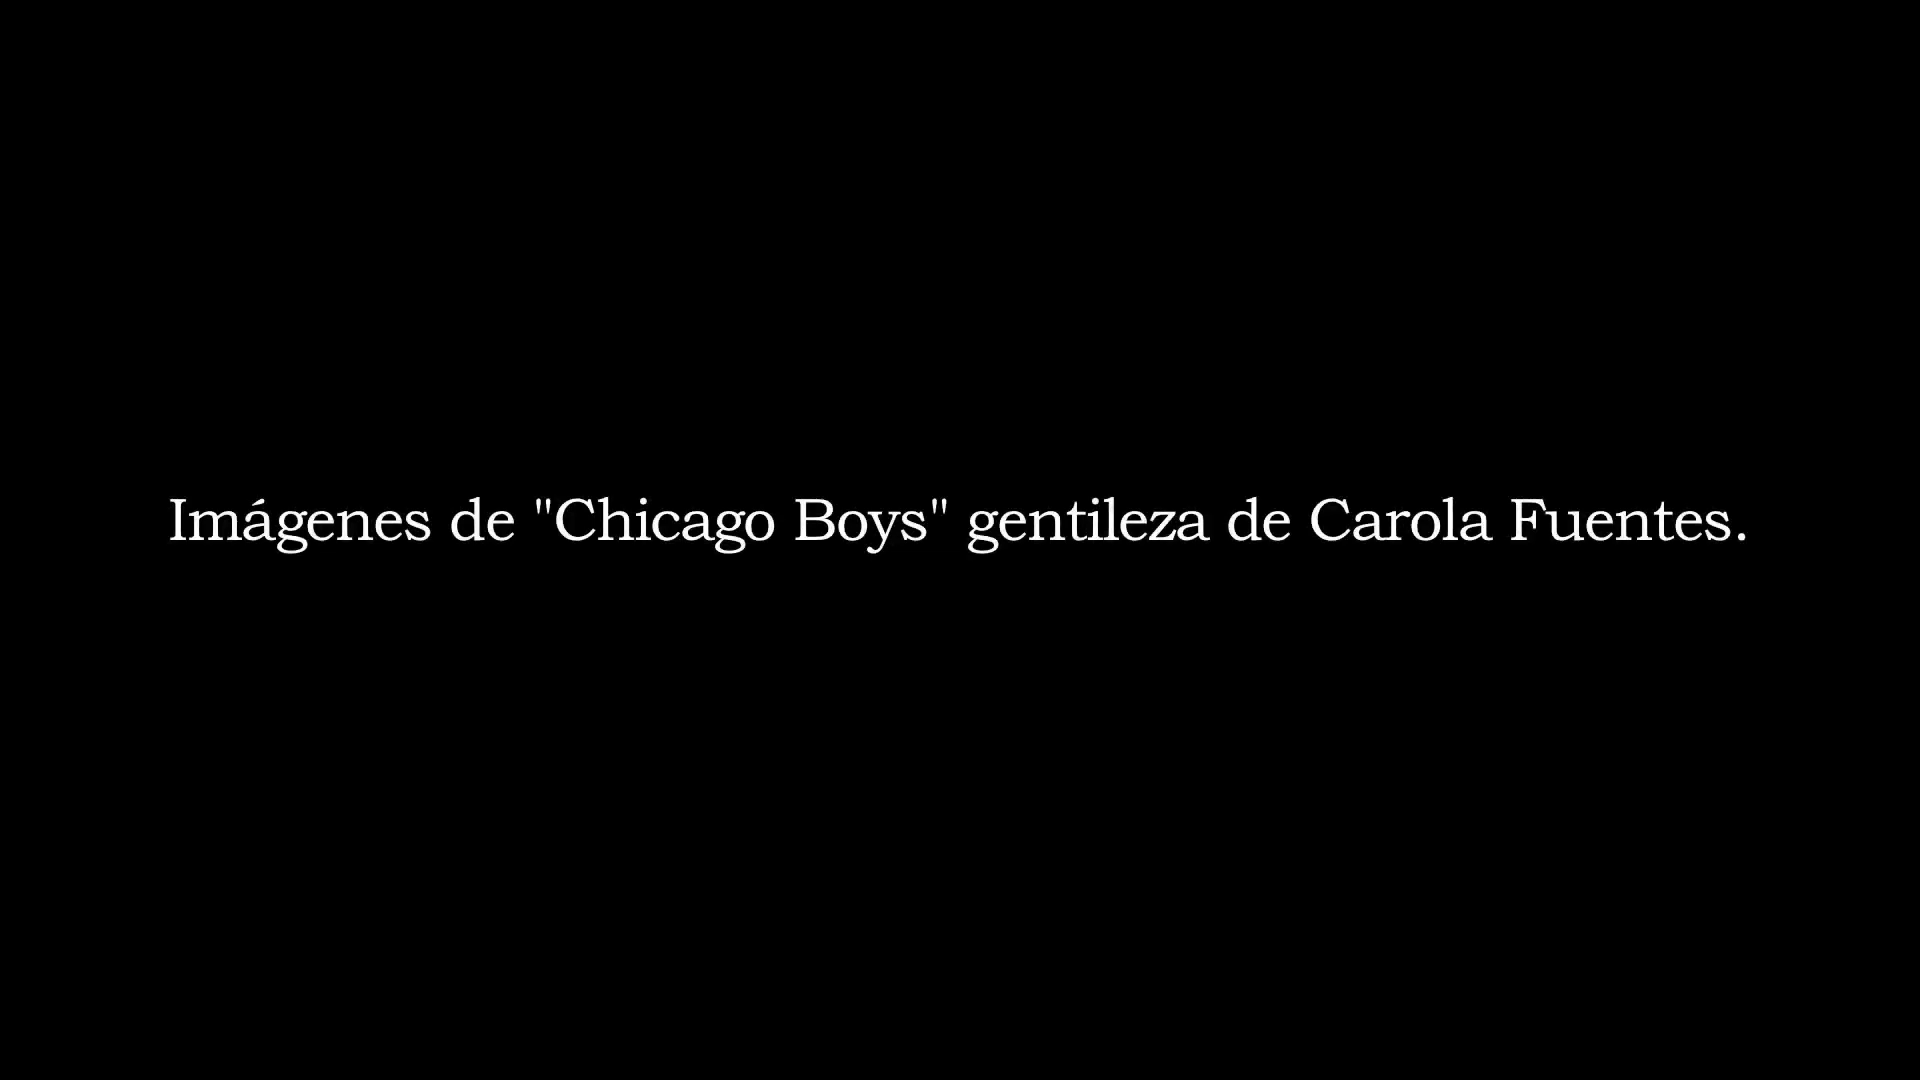 Imágenes de "Chicago Boys" gentileza de Carola Fuentes.